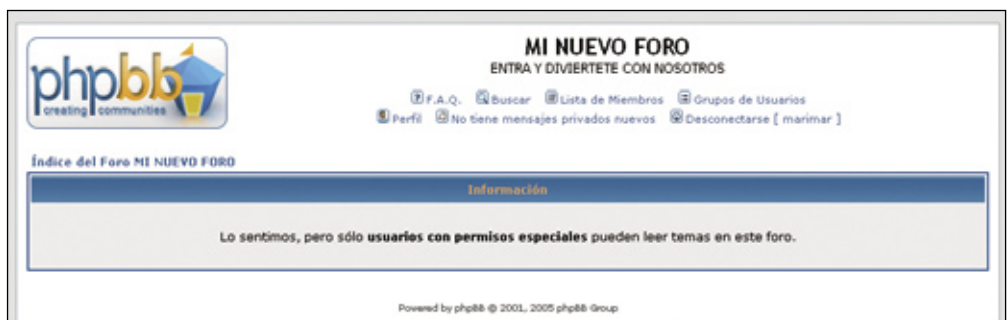 phpbb
creating communities
MI NUEVO FORO
ENTRA Y DIVIERTETE CON NOSOTROS
F.A.Q. Buscar Lista de Miembros Grupos de Usuarios
Perfil No tiene mensajes privados nuevos Desconectarse [ marimar ]
Índice del Foro MI NUEVO FORO
Información
Lo sentimos, pero sólo usuarios con permisos especiales pueden leer temas en este foro.
Powered by phpBB © 2001, 2005 phpBB Group